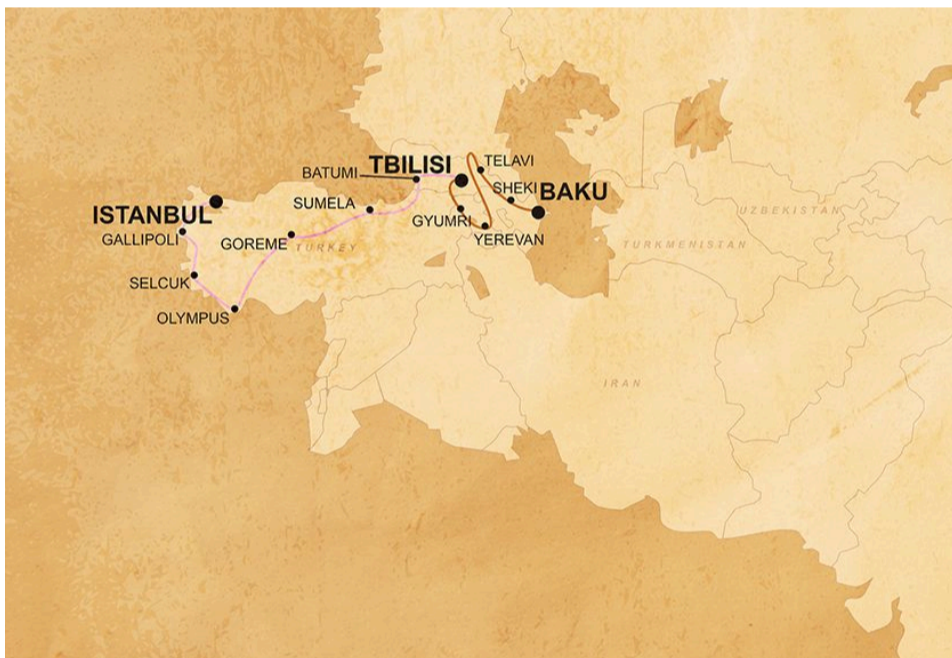 TBILISI
TELAVI
BATUMI
SHEKI
BAKU
SUMELA
ISTANBUL
GYUMRI
UZBEKISTAN
GALLIPOLI
GOREME
TURKEY
YEREVAN
TURKMENISTAN
SELCUK
OLYMPUS
IRAN